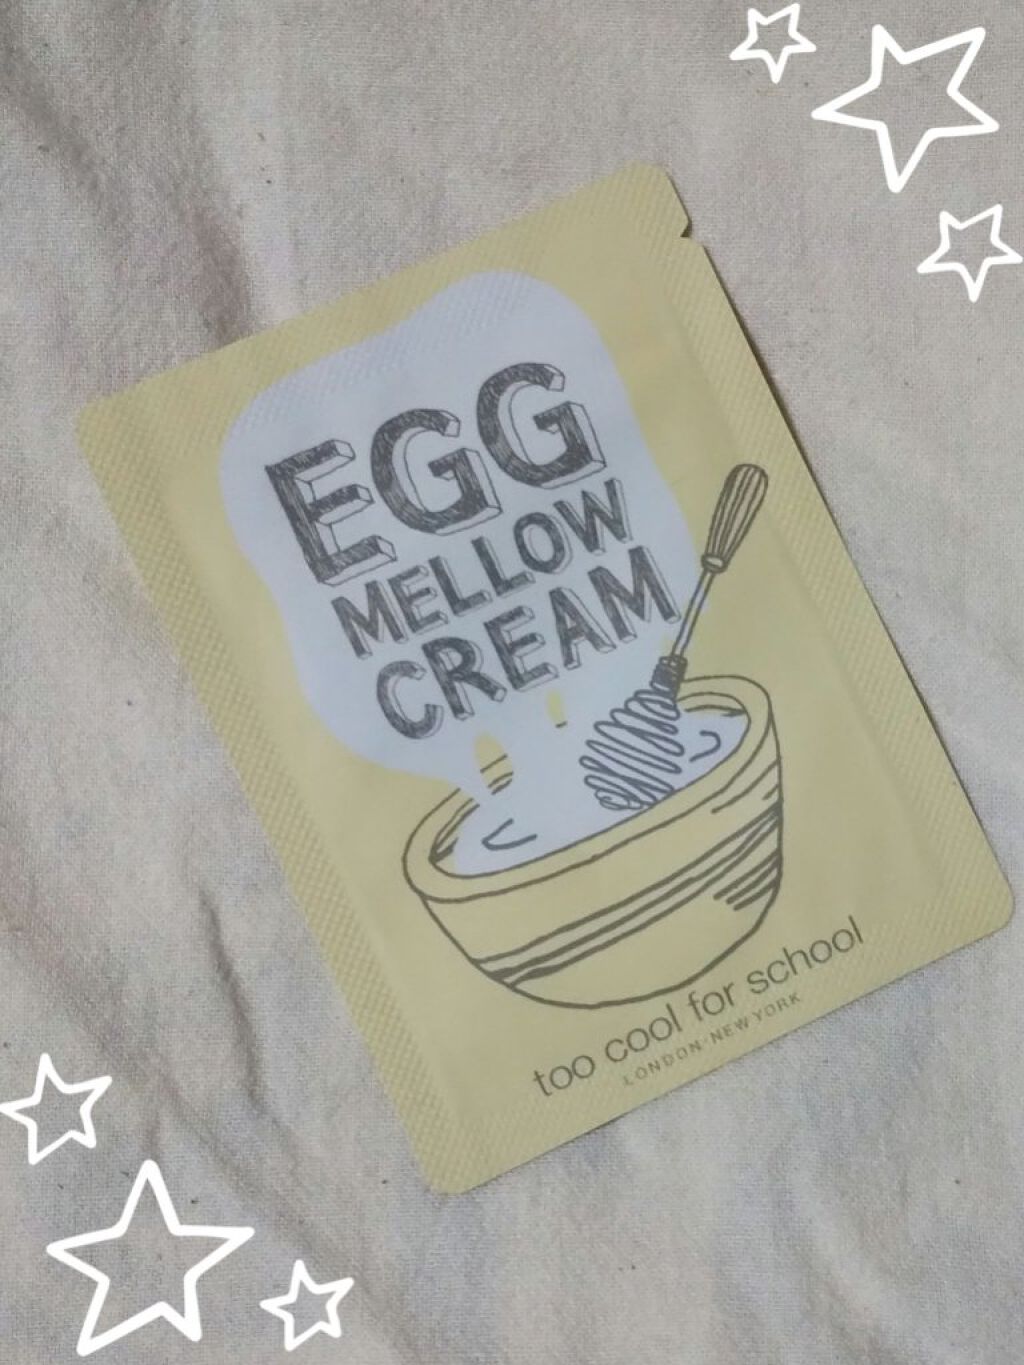 EGG
MELLOW
CREAM
too cool for school
LONDON·NEW YORK